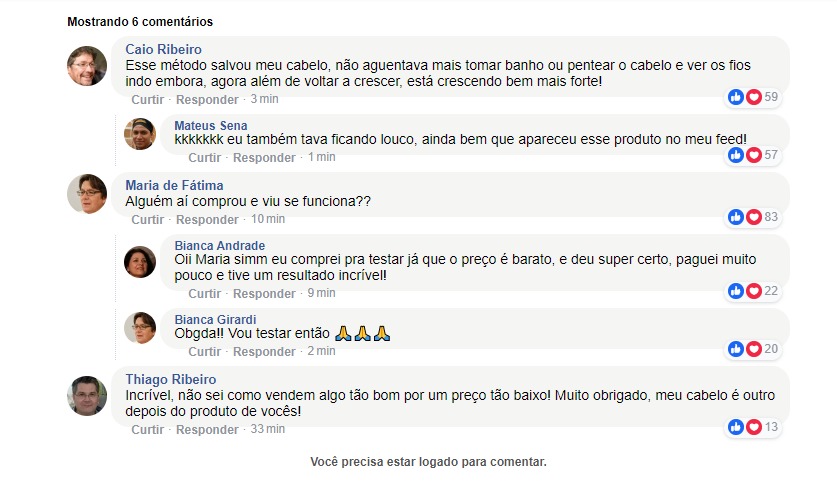 Mostrando 6 comentários
Caio Ribeiro
Esse método salvou meu cabelo, não aguentava mais tomar banho ou pentear o cabelo e ver os fios
indo embora, agora além de voltar a crescer, está crescendo bem mais forte!
Curtir · Responder · 3 min
59
Mateus Sena
kkkkkkk eu também tava ficando louco, ainda bem que apareceu esse produto no meu feed!
Curtir · Responder · 1 min
57
Maria de Fátima
Alguém aí comprou e viu se funciona??
Curtir · Responder · 10 min
83
Bianca Andrade
Oii Maria simm eu comprei pra testar já que o preço é barato, e deu super certo, paguei muito
pouco e tive um resultado incrível!
Curtir · Responder · 9 min
22
Bianca Girardi
Obgda!! Vou testar então 🙏🙏🙏
Curtir · Responder · 2 min
20
Thiago Ribeiro
Incrível, não sei como vendem algo tão bom por um preço tão baixo! Muito obrigado, meu cabelo é outro
depois do produto de vocês!
Curtir · Responder · 33 min
13
Você precisa estar logado para comentar.